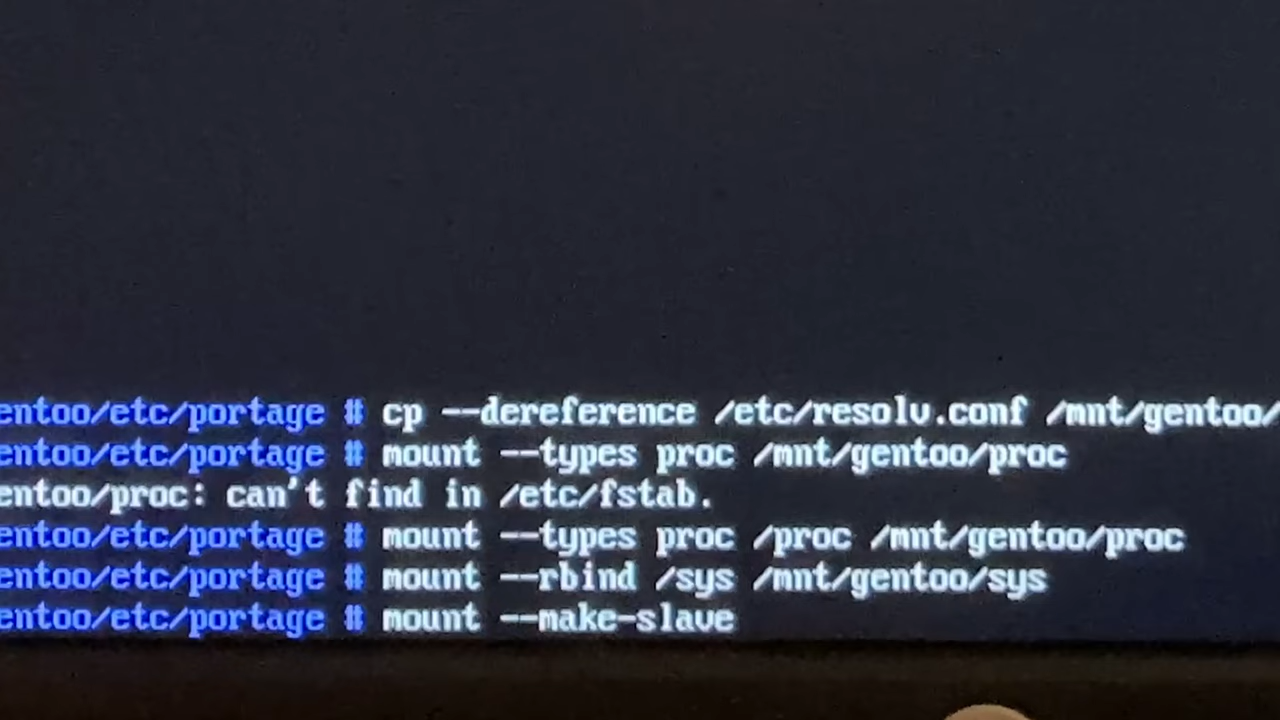 entoo/etc/portage # cp --dereference /etc/resolv.conf /mnt/gentoo/
entoo/etc/portage # mount --types proc /mnt/gentoo/proc
entoo/proc: can't find in /etc/fstab.
entoo/etc/portage # mount --types proc /proc /mnt/gentoo/proc
entoo/etc/portage # mount --rbind /sys /mnt/gentoo/sys
entoo/etc/portage # mount --make-slave